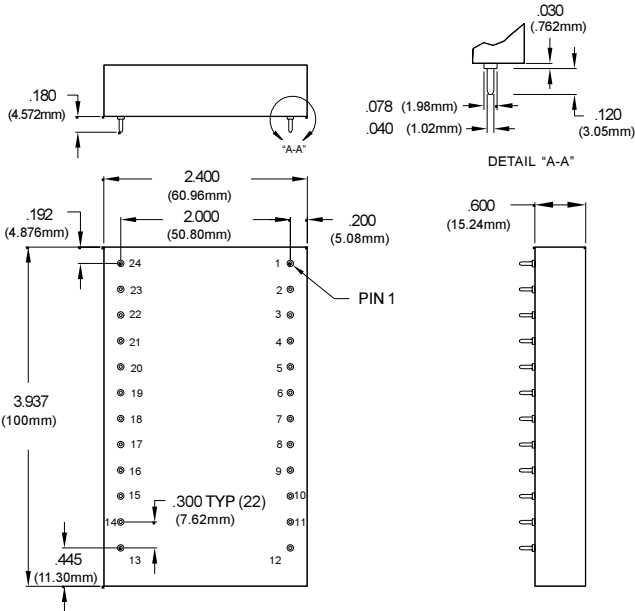 .030
(.762mm)
.180
(4.572mm)
"A-A"
.078 (1.98mm)
.040 (1.02mm)
.120
(3.05mm)
DETAIL "A-A"
2.400
(60.96mm)
.192
(4.876mm)
2.000
(50.80mm)
.200
(5.08mm)
.600
(15.24mm)
24 1
PIN 1
23 2
22 3
21 4
20 5
19 6
3.937
(100mm)
18 7
17 8
16 9
15 10
.300 TYP (22)
(7.62mm)
14 11
13 12
.445
(11.30mm)